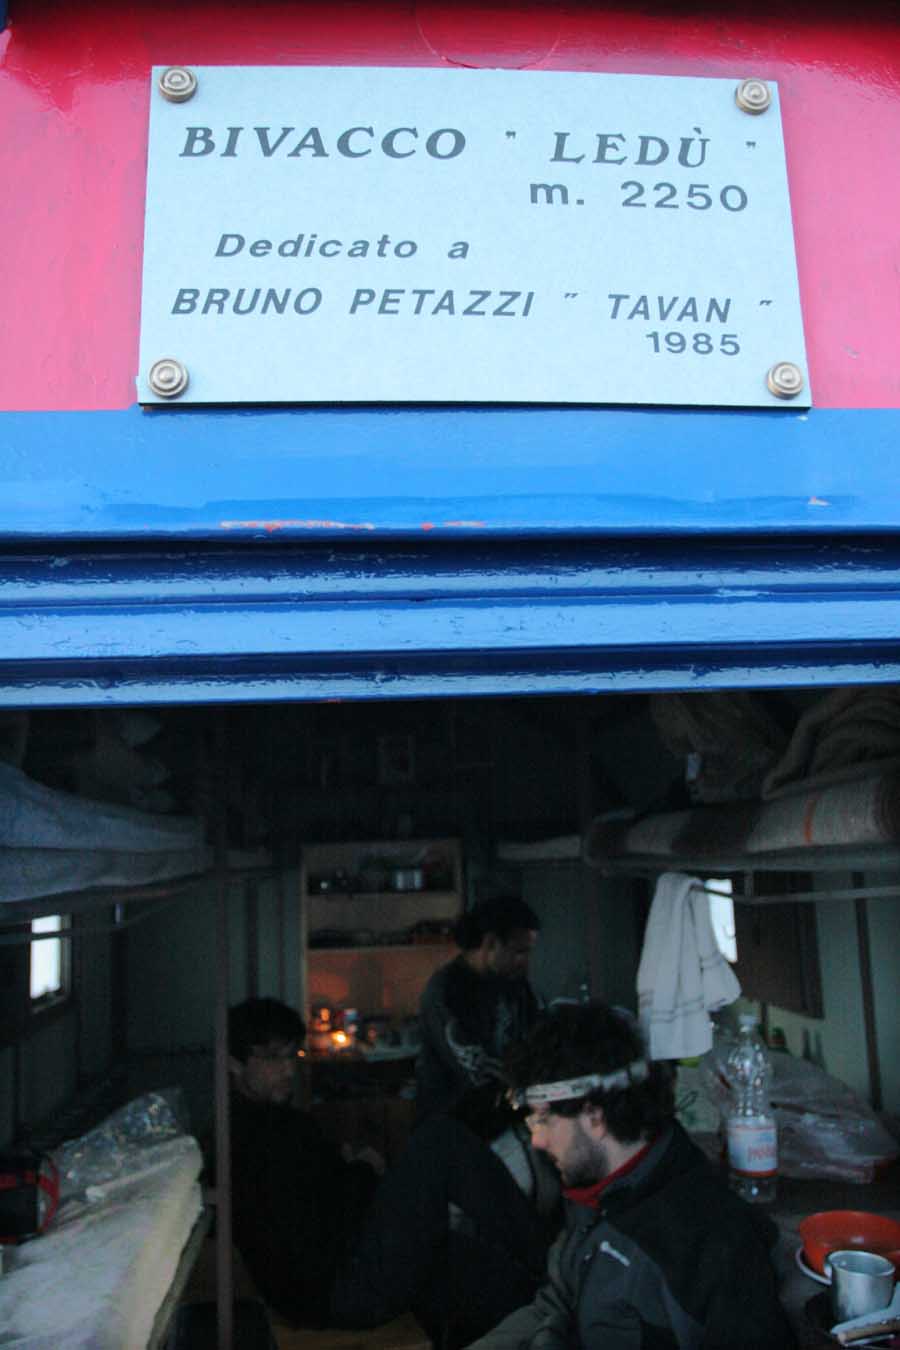 BIVACCO " LEDÙ "
m. 2250
Dedicato a
BRUNO PETAZZI " TAVAN "
1985